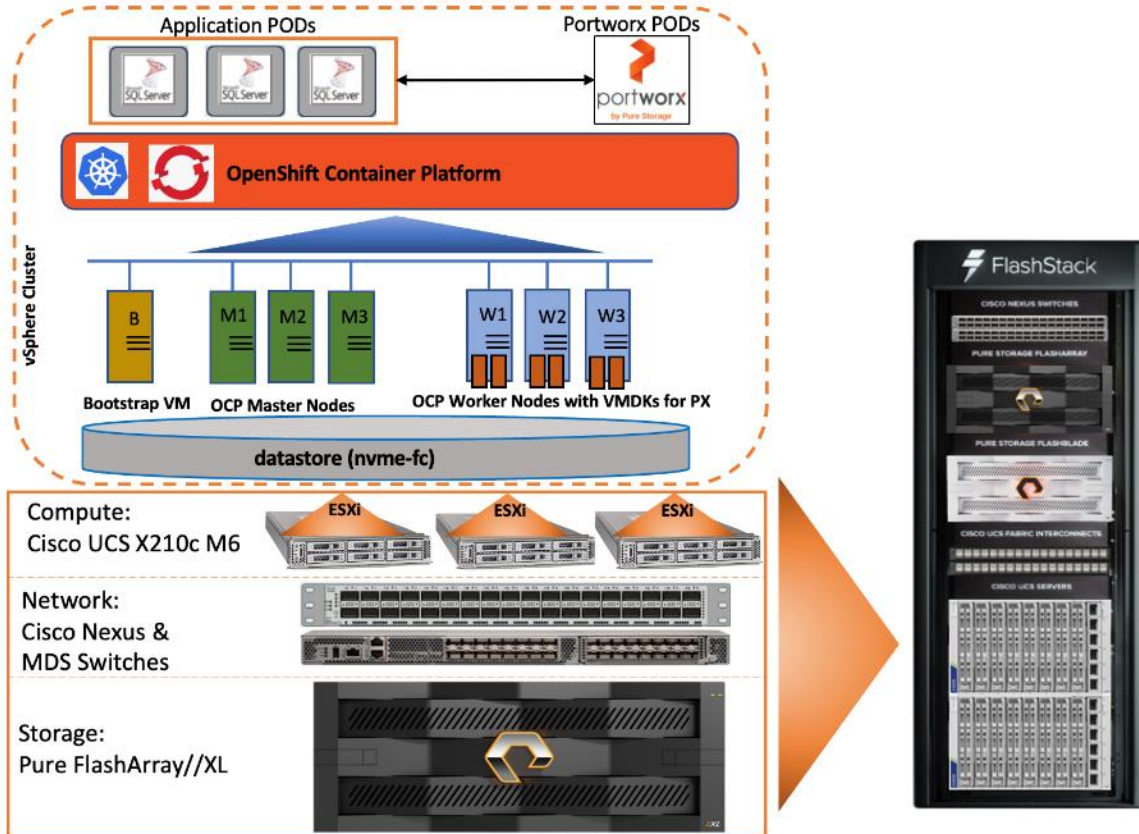 Application PODs
Portworx PODs
Microsoft
SQL Server
Microsoft
SQL Server
Microsoft
SQL Server
portworx
by Pure Storage
OpenShift Container Platform
vSphere Cluster
B
M1
M2
M3
W1
W2
W3
Bootstrap VM
OCP Master Nodes
OCP Worker Nodes with VMDKs for PX
datastore (nvme-fc)
Compute:
Cisco UCS X210c M6
ESXi
ESXi
ESXi
Network:
Cisco Nexus &
MDS Switches
Storage:
Pure FlashArray//XL
FlashStack
CISCO NEXUS SWITCHES
PURE STORAGE FLASHARRAY
PURE STORAGE FLASHBLADE
CISCO UCS FABRIC INTERCONNECTS
CISCO UCS SERVERS